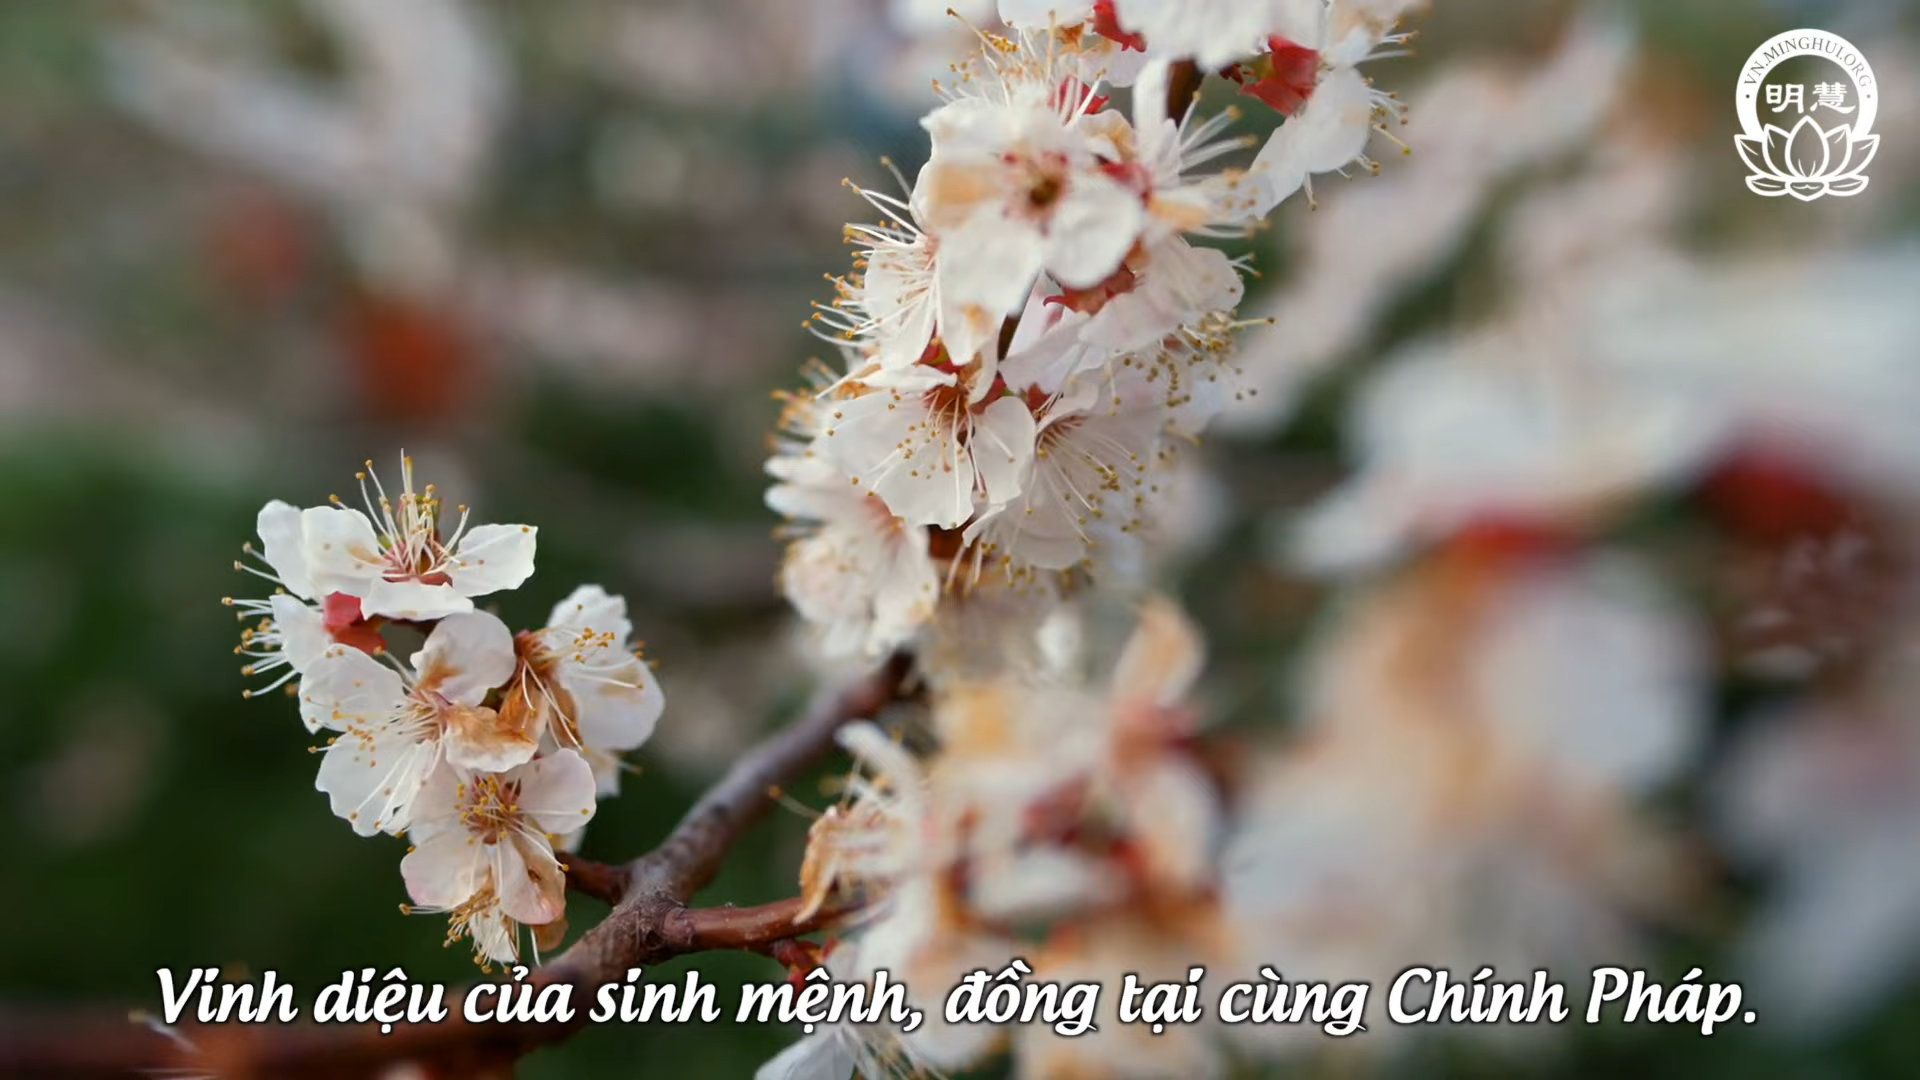 VN.MINGHUI.ORG
明慧
Vinh diệu của sinh mệnh, đồng tại cùng Chính Pháp.